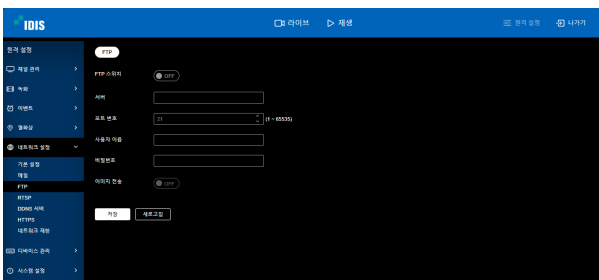 IDIS
라이브
재생
원격 설정
나가기
원격 설정
채널 관리
녹화
이벤트
열화상
네트워크 설정
기본 설정
메일
FTP
RTSP
DDNS 서버
HTTPS
네트워크 제한
디바이스 관리
시스템 설정
FTP
FTP 스위치
OFF
서버
포트 번호
21
(1 ~ 65535)
사용자 이름
비밀번호
이미지 전송
OFF
저장
새로고침